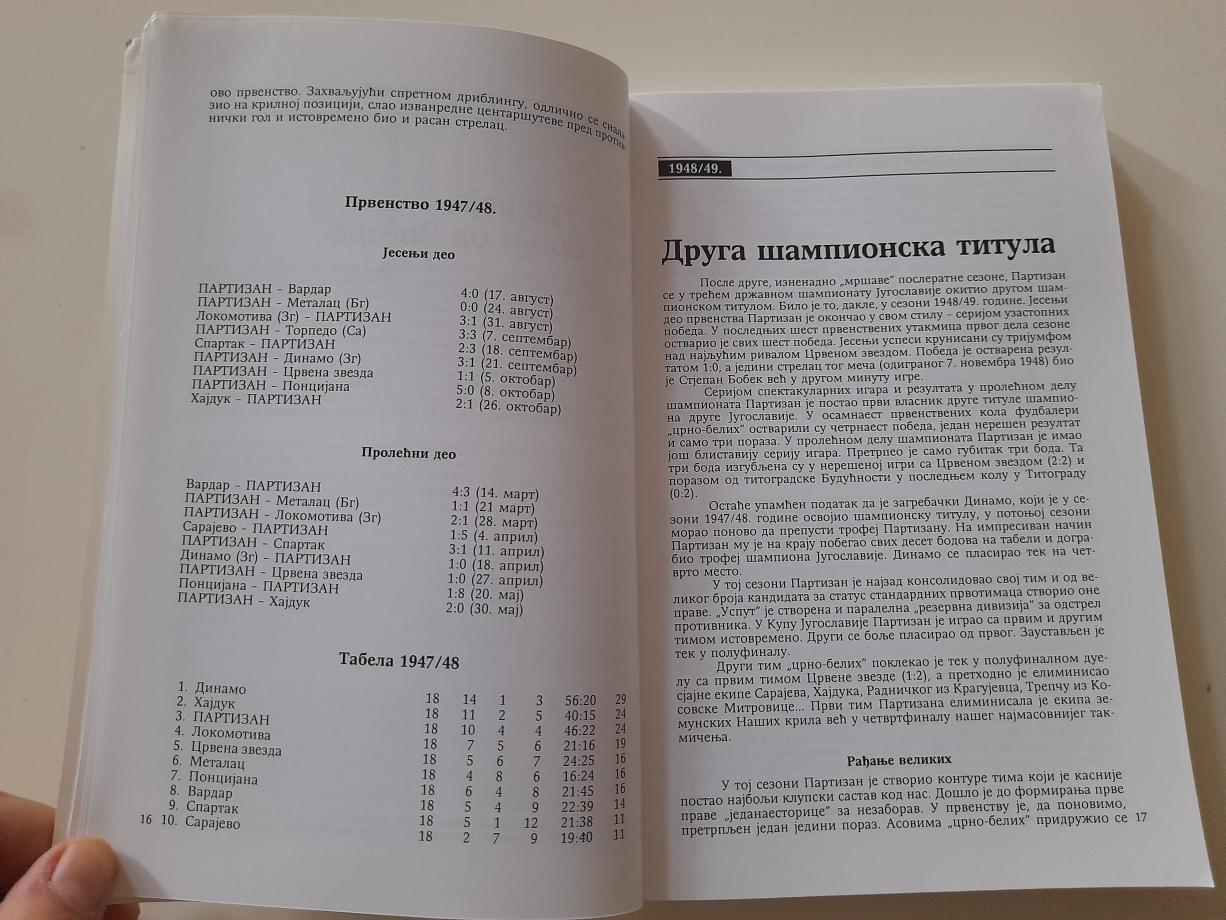 ово првенство. Захваљујући спретном дриблингу, одлично се снала-
зио на крилној позицији, слао изванредне центаршутеве пред против-
нички гол и истовремено био и расан стрелац.
Првенство 1947/48.
Јесењи део
ПАРТИЗАН - Вардар 4:0 (17. август)
ПАРТИЗАН - Металац (Бг) 0:0 (24. август)
Локомотива (Зг) - ПАРТИЗАН 3:1 (31. август)
ПАРТИЗАН - Торпедо (Са) 3:3 (7. септембар)
Спартак - ПАРТИЗАН 2:3 (18. септембар)
ПАРТИЗАН - Динамо (Зг) 3:1 (21. септембар)
ПАРТИЗАН - Црвена звезда 1:1 (5. октобар)
ПАРТИЗАН - Понцијана 5:0 (8. октобар)
Хајдук - ПАРТИЗАН 2:1 (26. октобар)
Пролећни део
Вардар - ПАРТИЗАН 4:3 (14. март)
ПАРТИЗАН - Металац (Бг) 1:1 (21 март)
ПАРТИЗАН - Локомотива (Зг) 2:1 (28. март)
Сарајево - ПАРТИЗАН 1:5 (4. април)
ПАРТИЗАН - Спартак 3:1 (11. април)
Динамо (Зг) - ПАРТИЗАН 1:0 (18. април)
ПАРТИЗАН - Црвена звезда 1:0 (27. април)
Понцијана - ПАРТИЗАН 1:8 (20. мај)
ПАРТИЗАН - Хајдук 2:0 (30. мај)
Табела 1947/48
1. Динамо 18 14 1 3 56:20 29
2. Хајдук 18 11 2 5 40:15 24
3. ПАРТИЗАН 18 10 4 4 46:22 24
4. Локомотива 18 7 5 6 21:16 19
5. Црвена звезда 18 5 6 7 24:25 16
6. Металац 18 4 8 6 16:24 16
7. Понцијана 18 6 4 8 21:45 16
8. Вардар 18 5 4 9 22:39 14
9. Спартак 18 5 1 12 21:38 11
10. Сарајево 18 2 7 9 19:40 11
16
1948/49.
Друга шампионска титула
После друге, изненадно „мршаве” послератне сезоне, Партизан
се у трећем државном шампионату Југославије окитио другом шам-
пионском титулом. Било је то, дакле, у сезони 1948/49. године. Јесењи
део првенства Партизан је окончао у свом стилу - серијом узастопних
победа. У последњих шест првенствених утакмица првог дела сезоне
остварио је свих шест победа. Јесењи успеси крунисани су тријумфом
над најљућим ривалом Црвеном звездом. Победа је остварена резул-
татом 1:0, а једини стрелац тог меча (одиграног 7. новембра 1948) био
је Стјепан Бобек већ у другом минуту игре.
Серијом спектакуларних игара и резултата у пролећном делу
шампионата Партизан је постао први власник друге титуле шампио-
на друге Југославије. У осамнаест првенствених кола фудбалери
„црно-белих” остварили су четрнаест победа, један нерешен резултат
и само три пораза. У пролећном делу шампионата Партизан је имао
још блиставију серију игара. Претрпео је само губитак три бода. Та
три бода изгубљена су у нерешеној игри са Црвеном звездом (2:2) и
поразом од титоградске Будућности у последњем колу у Титограду
(0:2).
Остаће упамћен податак да је загребачки Динамо, који је у се-
зони 1947/48. године освојио шампионску титулу, у потоњој сезони
морао поново да препусти трофеј Партизану. На импресиван начин
Партизан му је на крају побегао свих десет бодова на табели и догра-
био трофеј шампиона Југославије. Динамо се пласирао тек на чет-
врто место.
У тој сезони Партизан је најзад консолидовао свој тим и од ве-
ликог броја кандидата за статус стандардних првотимаца створио оне
праве. „Успут” је створена и паралелна „резервна дивизија” за одстрел
противника. У Купу Југославије Партизан је играо са првим и другим
тимом истовремено. Други се боље пласирао од првог. Заустављен је
тек у полуфиналу.
Други тим „црно-белих” поклекао је тек у полуфиналном дуе-
лу са првим тимом Црвене звезде (1:2), а претходно је елиминисао
сјајне екипе Сарајева, Хајдука, Радничког из Крагујевца, Трепчу из Ко-
совске Митровице... Први тим Партизана елиминисала је екипа зе-
мунских Наших крила већ у четвртфиналу нашег најмасовнијег так-
мичења.
Рађање великих
У тој сезони Партизан је створио контуре тима који је касније
постао најбољи клупски састав код нас. Дошло је до формирања прве
праве „једанаесторице” за незаборав. У првенству је, да поновимо,
претрпљен један једини пораз. Асовима „црно-белих” придружио се 17